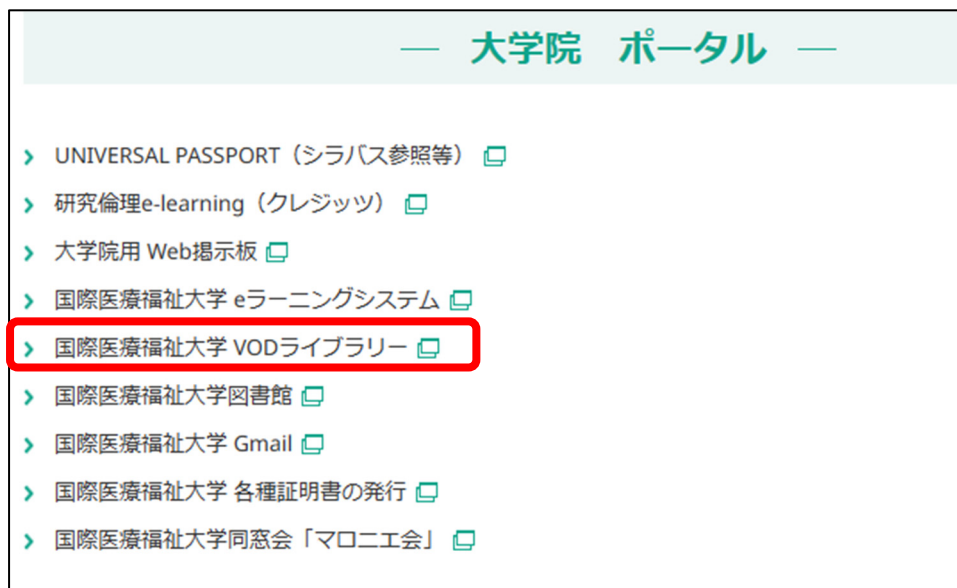 — 大学院　ポータル —
UNIVERSAL PASSPORT（シラバス参照等）
研究倫理e-learning（クレジッツ）
大学院用 Web掲示板
国際医療福祉大学 eラーニングシステム
国際医療福祉大学 VODライブラリー
国際医療福祉大学図書館
国際医療福祉大学 Gmail
国際医療福祉大学 各種証明書の発行
国際医療福祉大学同窓会「マロニエ会」